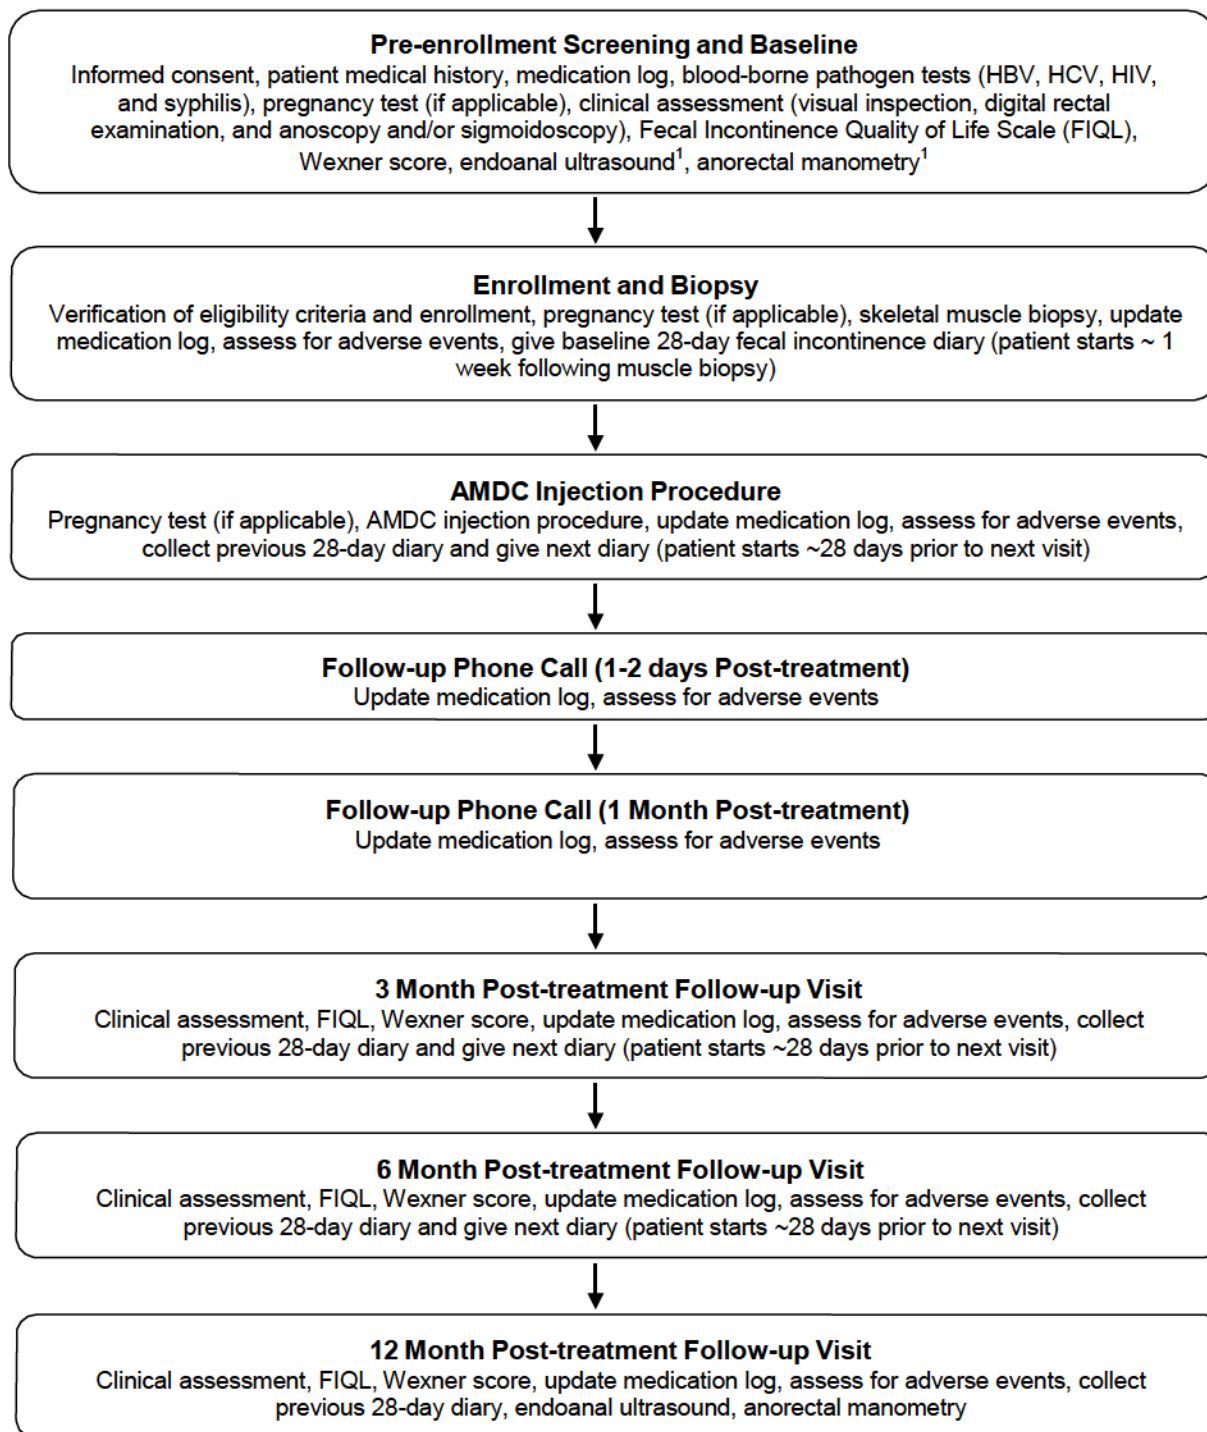 Pre-enrollment Screening and Baseline
Informed consent, patient medical history, medication log, blood-borne pathogen tests (HBV, HCV, HIV,
and syphilis), pregnancy test (if applicable), clinical assessment (visual inspection, digital rectal
examination, and anoscopy and/or sigmoidoscopy), Fecal Incontinence Quality of Life Scale (FIQL),
Wexner score, endoanal ultrasound¹, anorectal manometry¹
Enrollment and Biopsy
Verification of eligibility criteria and enrollment, pregnancy test (if applicable), skeletal muscle biopsy, update
medication log, assess for adverse events, give baseline 28-day fecal incontinence diary (patient starts ~ 1
week following muscle biopsy)
AMDC Injection Procedure
Pregnancy test (if applicable), AMDC injection procedure, update medication log, assess for adverse events,
collect previous 28-day diary and give next diary (patient starts ~28 days prior to next visit)
Follow-up Phone Call (1-2 days Post-treatment)
Update medication log, assess for adverse events
Follow-up Phone Call (1 Month Post-treatment)
Update medication log, assess for adverse events
3 Month Post-treatment Follow-up Visit
Clinical assessment, FIQL, Wexner score, update medication log, assess for adverse events, collect
previous 28-day diary and give next diary (patient starts ~28 days prior to next visit)
6 Month Post-treatment Follow-up Visit
Clinical assessment, FIQL, Wexner score, update medication log, assess for adverse events, collect
previous 28-day diary and give next diary (patient starts ~28 days prior to next visit)
12 Month Post-treatment Follow-up Visit
Clinical assessment, FIQL, Wexner score, update medication log, assess for adverse events, collect
previous 28-day diary, endoanal ultrasound, anorectal manometry